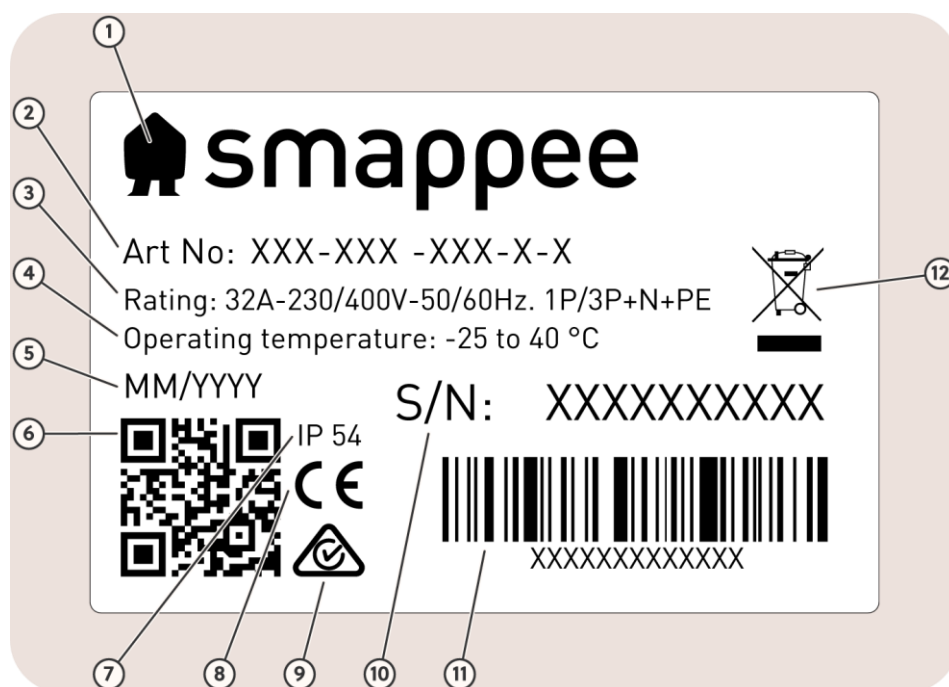 1
2
3
4
5
6
smappee
Art No: XXX-XXX -XXX-X-X
Rating: 32A-230/400V-50/60Hz. 1P/3P+N+PE
Operating temperature: -25 to 40 °C
MM/YYYY
S/N: XXXXXXXXXX
IP 54
CE
XXXXXXXXXXXXX
12
7
8
9
10
11